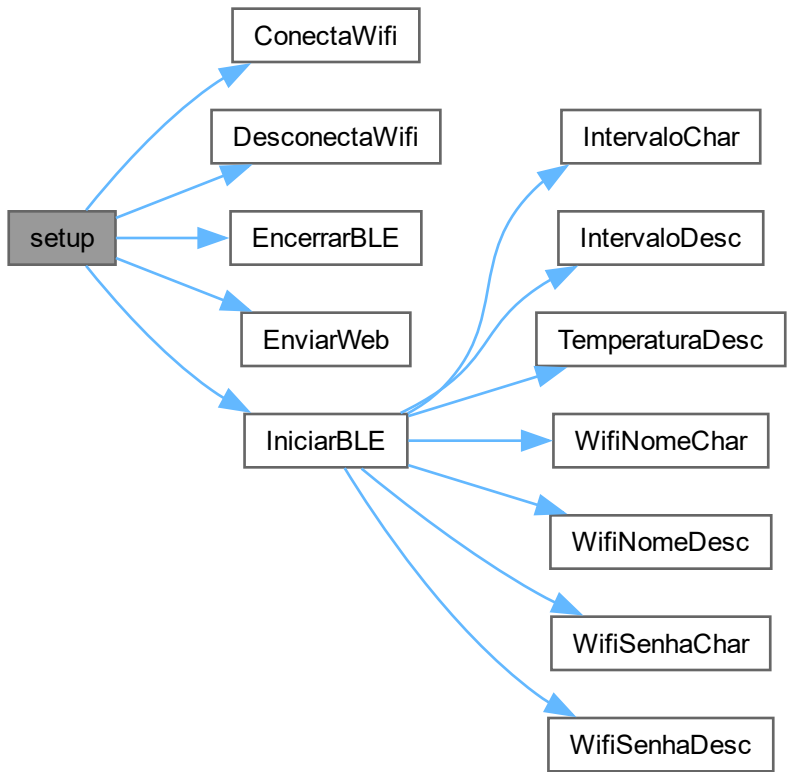 setup
ConectaWifi
DesconectaWifi
EncerrarBLE
EnviarWeb
IniciarBLE
IntervaloChar
IntervaloDesc
TemperaturaDesc
WifiNomeChar
WifiNomeDesc
WifiSenhaChar
WifiSenhaDesc